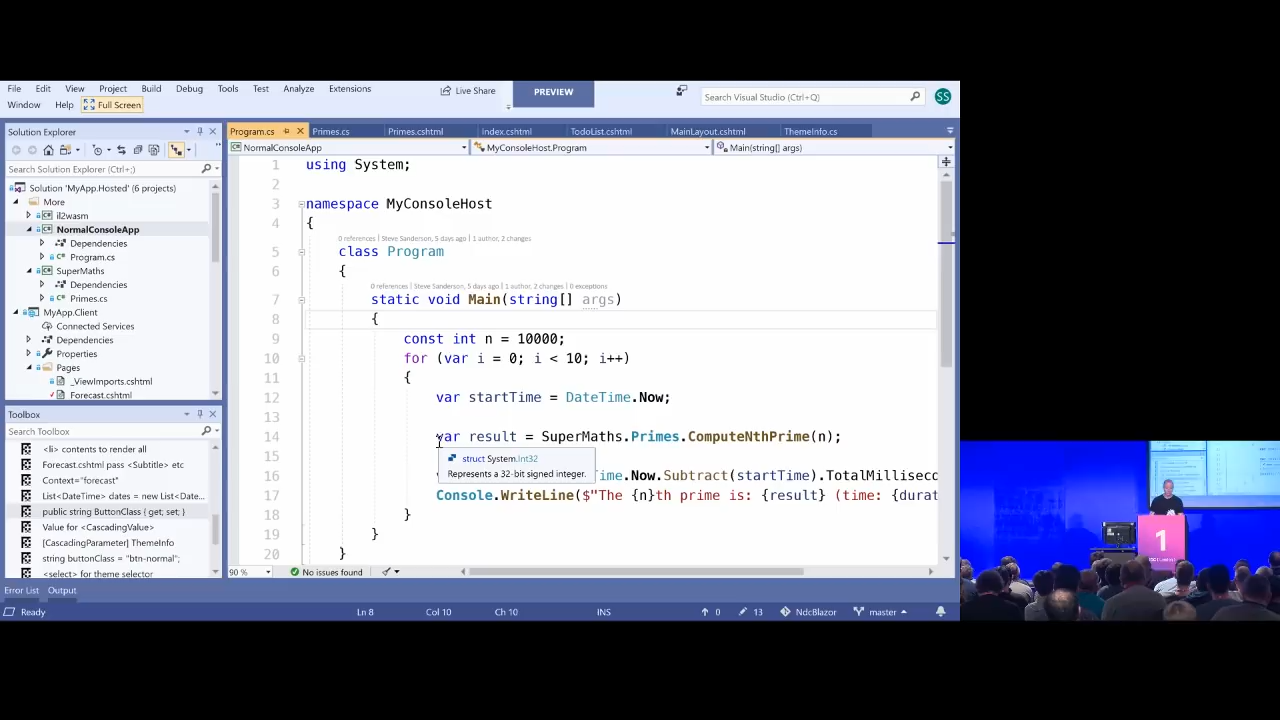 File Edit View Project Build Debug Tools Test Analyze Extensions Live Share PREVIEW Search Visual Studio (Ctrl+Q) SS
Window Help Full Screen
Solution Explorer
Search Solution Explorer (Ctrl+;)
Solution 'MyApp.Hosted' (6 projects)
More
il2wasm
NormalConsoleApp
Dependencies
Program.cs
SuperMaths
Dependencies
Primes.cs
MyApp.Client
Connected Services
Dependencies
Properties
Pages
_ViewImports.cshtml
Forecast.cshtml
Toolbox
Search Toolbox
<li> contents to render all
Forecast.cshtml pass <Subtitle> etc
Context="forecast"
List<DateTime> dates = new List<Date...
public string ButtonClass { get; set; }
Value for <CascadingValue>
[CascadingParameter] ThemeInfo
string buttonClass = "btn-normal";
<select> for theme selector
Program.cs Primes.cs Primes.cshtml Index.cshtml TodoList.cshtml MainLayout.cshtml ThemeInfo.cs
NormalConsoleApp MyConsoleHost.Program Main(string[] args)
1 using System;
2
3 namespace MyConsoleHost
4 {
0 references | Steve Sanderson, 5 days ago | 1 author, 2 changes
5 class Program
6 {
0 references | Steve Sanderson, 5 days ago | 1 author, 2 changes | 0 exceptions
7 static void Main(string[] args)
8 {
9 const int n = 10000;
10 for (var i = 0; i < 10; i++)
11 {
12 var startTime = DateTime.Now;
13
14 var result = SuperMaths.Primes.ComputeNthPrime(n);
15
struct System.Int32
Represents a 32-bit signed integer.
16 ime.Now.Subtract(startTime).TotalMillisecc
17 Console.WriteLine($"The {n}th prime is: {result} (time: {durat
18 }
19 }
20 }
90 % No issues found
Error List Output
Ready Ln 8 Col 10 Ch 10 INS 0 13 NdcBlazor master
1